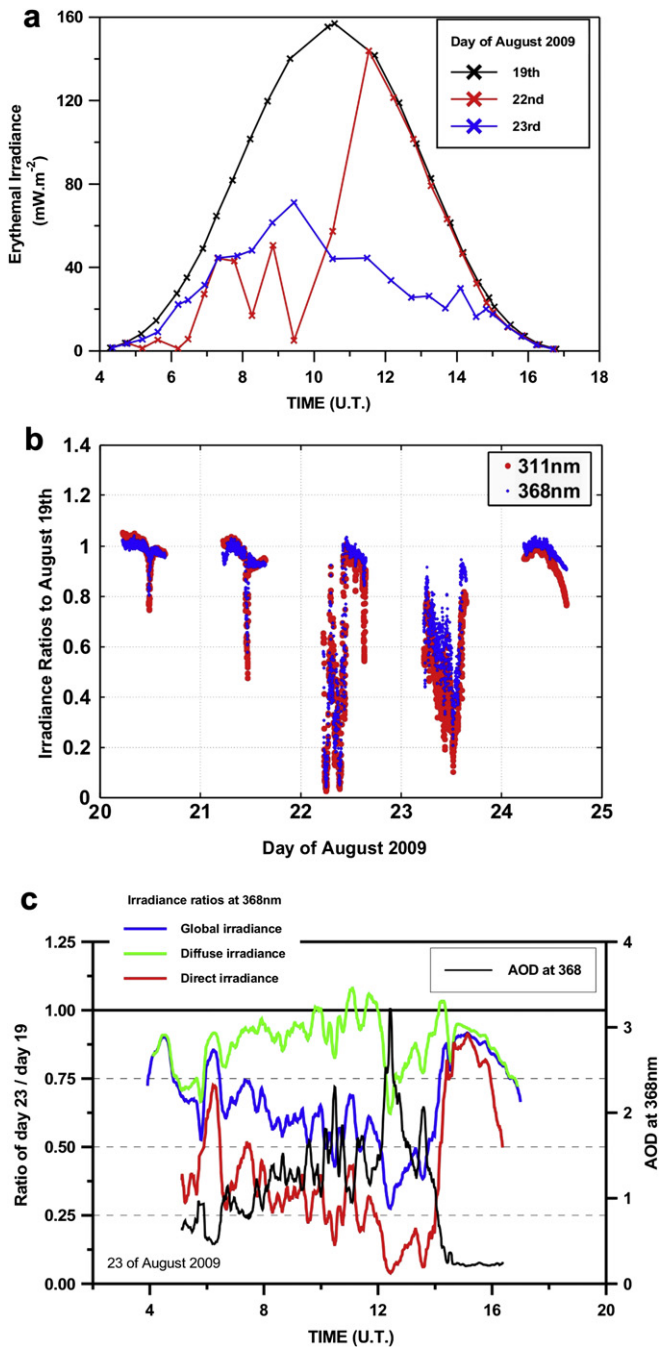 a
160
120
80
40
0
Erythemal Irradiance
(mW.m-2)
Day of August 2009
19th
22nd
23rd
4 6 8 10 12 14 16 18
TIME (U.T.)
b
1.4
1.2
1
0.8
0.6
0.4
0.2
0
Irradiance Ratios to August 19th
311nm
368nm
20 21 22 23 24 25
Day of August 2009
c
Irradiance ratios at 368nm
Global irradiance
Diffuse irradiance
Direct irradiance
AOD at 368
1.25
1.00
0.75
0.50
0.25
0.00
Ratio of day 23 / day 19
4
3
2
1
0
AOD at 368nm
23 of August 2009
4 6 8 10 12 14 16 20
TIME (U.T.)